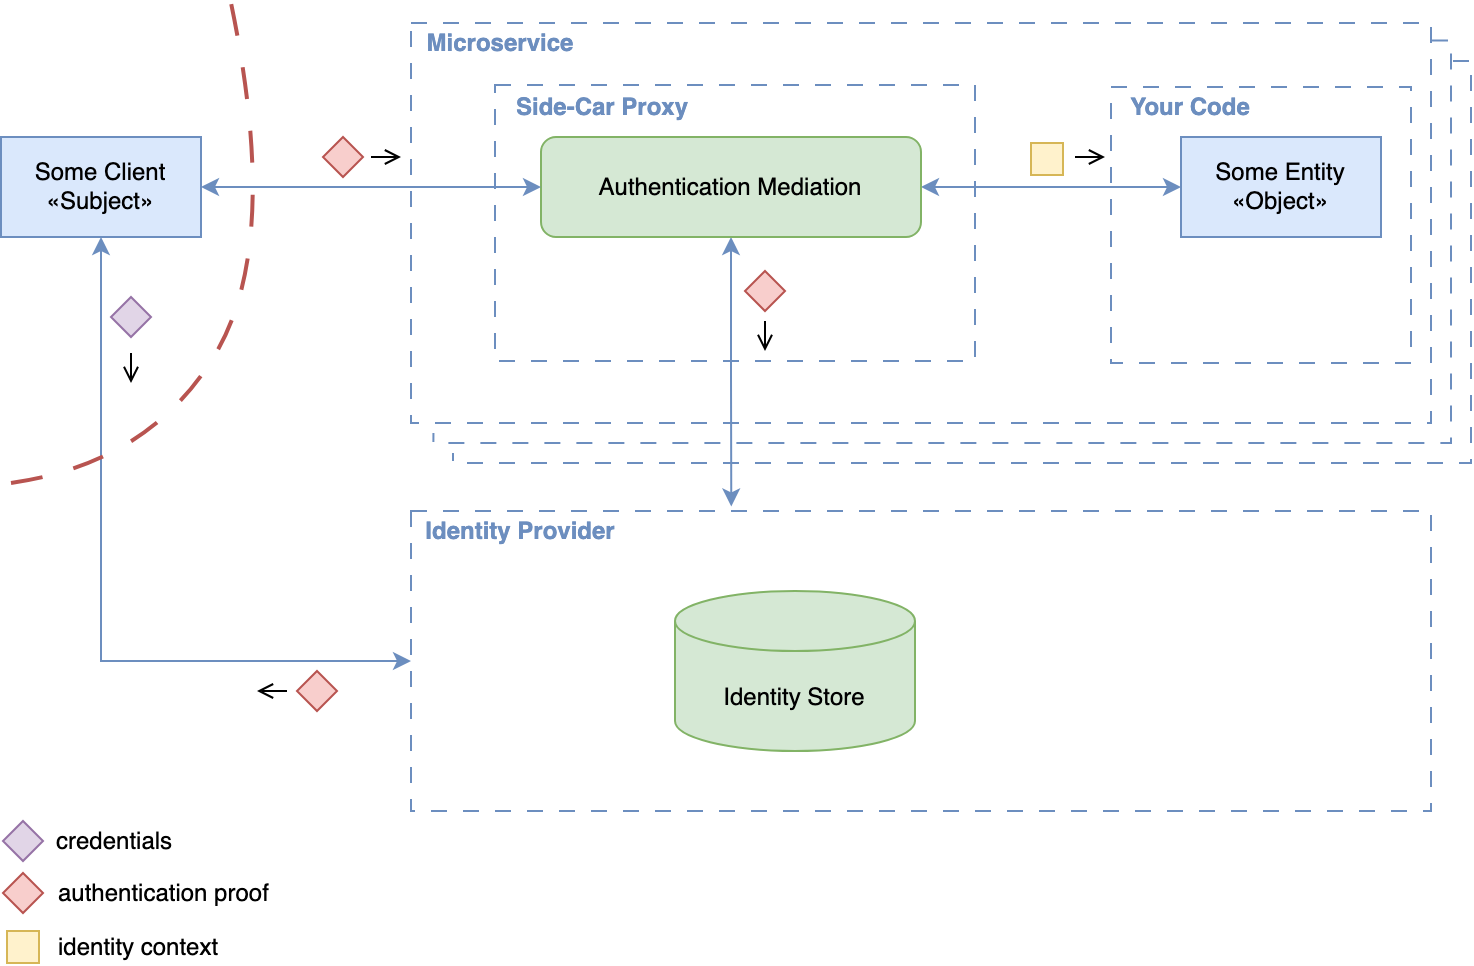 Microservice
Side-Car Proxy
Your Code
Some Client
«Subject»
Authentication Mediation
Some Entity
«Object»
Identity Provider
Identity Store
credentials
authentication proof
identity context